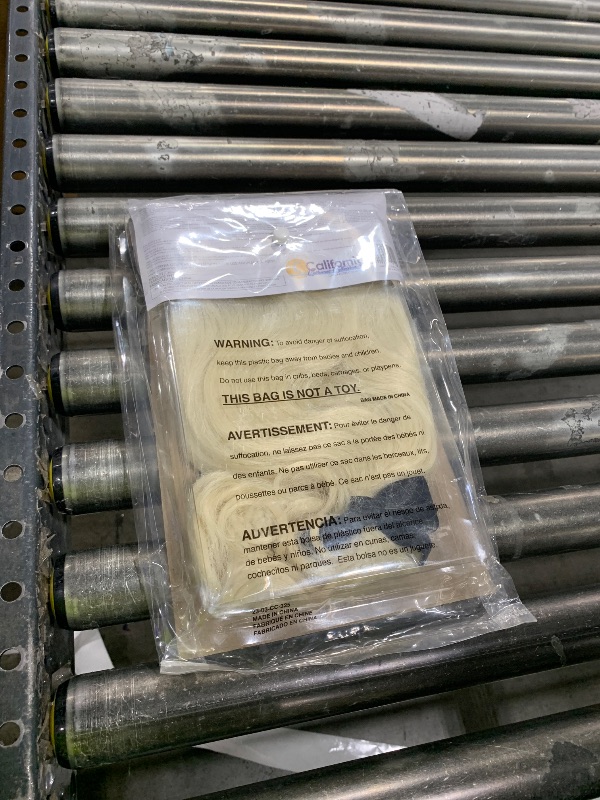 California
WARNING: To avoid danger of suffocation,
keep this plastic bag away from babies and children.
Do not use this bag in cribs, beds, carriages, or playpens.
THIS BAG IS NOT A TOY.
BAG MADE IN CHINA
AVERTISSEMENT: Pour éviter le danger de
suffocation, ne laissez pas ce sac à la portée des bébés ni
des enfants. Ne pas utiliser ce sac dans les berceaux, lits,
poussettes ou parcs à bébé. Ce sac n'est pas un jouet.
ADVERTENCIA: Para evitar el riesgo de asfixia,
mantener esta bolsa de plástico fuera del alcance
de bebés y niños. No utilizar en cunas, camas,
cochecitos ni parques. Esta bolsa no es un juguete.
23-03-CC-325
MADE IN CHINA
FABRIQUÉ EN CHINE
FABRICADO EN CHINA